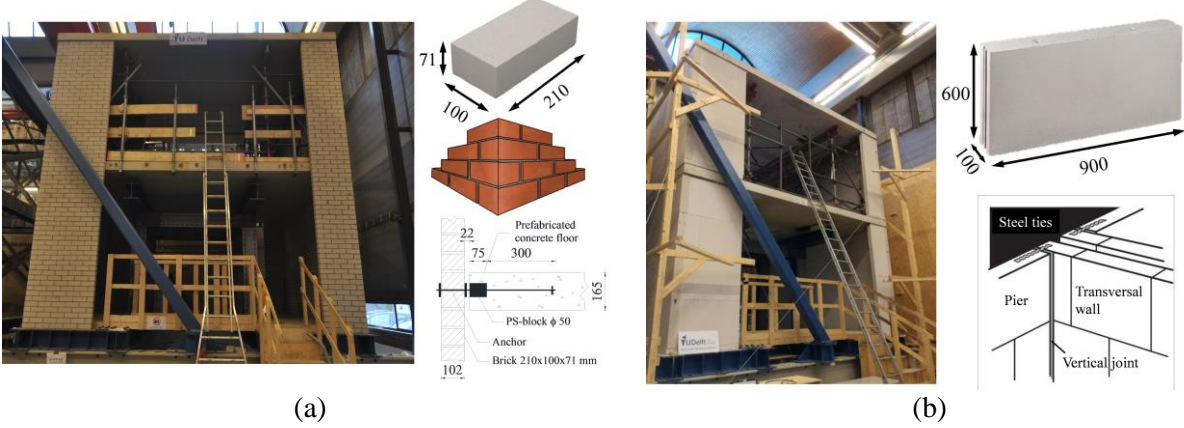 TU Delft
71
100
210
Prefabricated
concrete floor
22
75
300
165
PS-block ϕ 50
Anchor
Brick 210x100x71 mm
102
(a)
TU Delft
600
100
900
Steel ties
Pier
Transversal
wall
Vertical joint
(b)